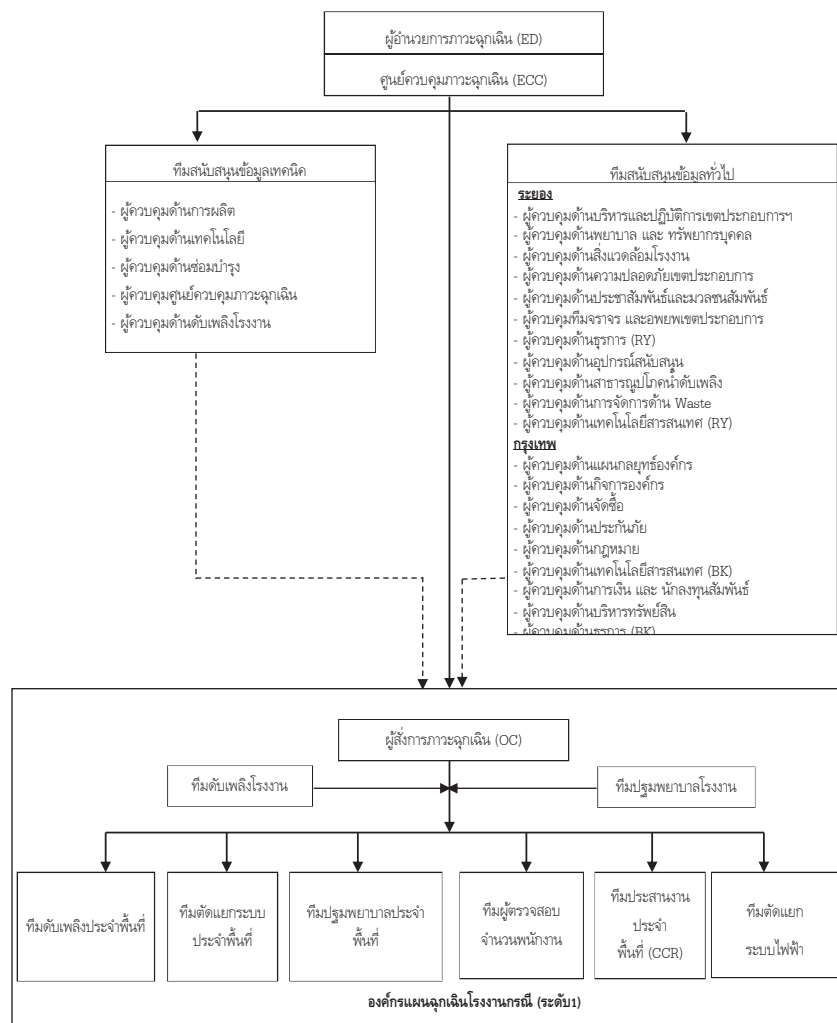 ผู้อำนวยการภาวะฉุกเฉิน (ED)
ศูนย์ควบคุมภาวะฉุกเฉิน (ECC)
ทีมสนับสนุนข้อมูลเทคนิค
- ผู้ควบคุมด้านการผลิต
- ผู้ควบคุมด้านเทคโนโลยี
- ผู้ควบคุมด้านซ่อมบำรุง
- ผู้ควบคุมศูนย์ควบคุมภาวะฉุกเฉิน
- ผู้ควบคุมด้านดับเพลิงโรงงาน
ทีมสนับสนุนข้อมูลทั่วไป
ระยอง
- ผู้ควบคุมด้านบริหารและปฏิบัติการเขตประกอบการฯ
- ผู้ควบคุมด้านพยาบาล และ ทรัพยากรบุคคล
- ผู้ควบคุมด้านสิ่งแวดล้อมโรงงาน
- ผู้ควบคุมด้านความปลอดภัยเขตประกอบการ
- ผู้ควบคุมด้านประชาสัมพันธ์และมวลชนสัมพันธ์
- ผู้ควบคุมทีมจราจร และอพยพเขตประกอบการ
- ผู้ควบคุมด้านธุรการ (RY)
- ผู้ควบคุมด้านอุปกรณ์สนับสนุน
- ผู้ควบคุมด้านสาธารณูปโภคน้ำดับเพลิง
- ผู้ควบคุมด้านการจัดการด้าน Waste
- ผู้ควบคุมด้านเทคโนโลยีสารสนเทศ (RY)
กรุงเทพ
- ผู้ควบคุมด้านแผนกลยุทธ์องค์กร
- ผู้ควบคุมด้านกิจการองค์กร
- ผู้ควบคุมด้านจัดซื้อ
- ผู้ควบคุมด้านประกันภัย
- ผู้ควบคุมด้านกฎหมาย
- ผู้ควบคุมด้านเทคโนโลยีสารสนเทศ (BK)
- ผู้ควบคุมด้านการเงิน และ นักลงทุนสัมพันธ์
- ผู้ควบคุมด้านบริหารทรัพย์สิน
- ผู้ควบคุมด้านธุรการ (BK)
ผู้สั่งการภาวะฉุกเฉิน (OC)
ทีมดับเพลิงโรงงาน
ทีมปฐมพยาบาลโรงงาน
ทีมดับเพลิงประจำพื้นที่
ทีมตัดแยกระบบ
ประจำพื้นที่
ทีมปฐมพยาบาลประจำ
พื้นที่
ทีมผู้ตรวจสอบ
จำนวนพนักงาน
ทีมประสานงาน
ประจำ
พื้นที่ (CCR)
ทีมตัดแยก
ระบบไฟฟ้า
องค์กรแผนฉุกเฉินโรงงานกรณี (ระดับ1)